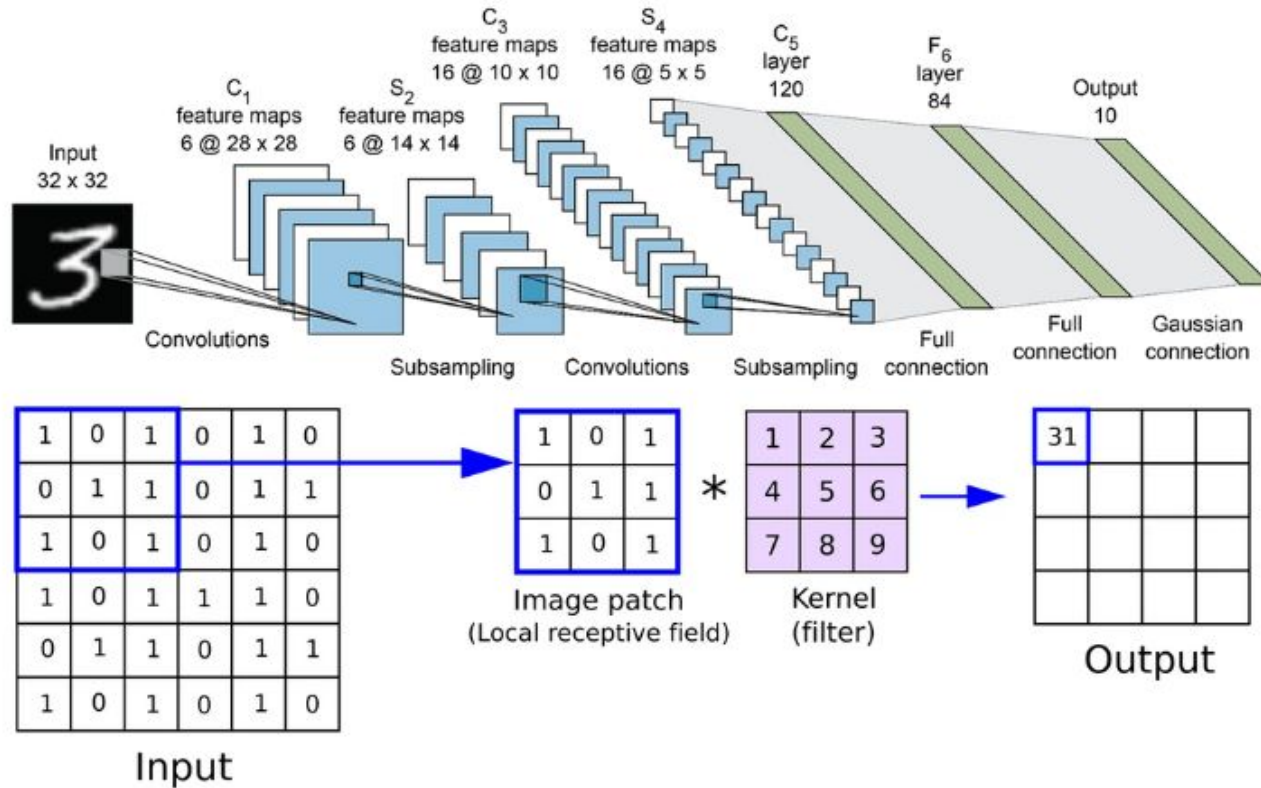 C3
feature maps
16 @ 10 x 10
S4
feature maps
16 @ 5 x 5
C5
layer
120
F6
layer
84
Output
10
C1
feature maps
6 @ 28 x 28
S2
feature maps
6 @ 14 x 14
Input
32 x 32
3
Convolutions
Subsampling
Convolutions
Subsampling
Full
connection
Full
connection
Gaussian
connection
1 0 1 0 1 0
0 1 1 0 1 1
1 0 1 0 1 0
1 0 1 1 1 0
0 1 1 0 1 1
1 0 1 0 1 0
Input
1 0 1
0 1 1
1 0 1
Image patch
(Local receptive field)
*
1 2 3
4 5 6
7 8 9
Kernel
(filter)
31
Output